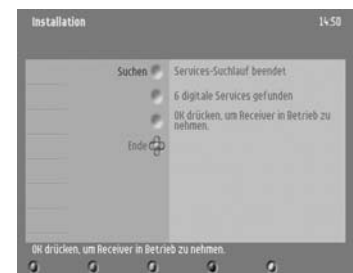 Installation 14:50
Suchen Services-Suchlauf beendet
6 digitale Services gefunden
OK drücken, um Receiver in Betrieb zu
nehmen.
Ende
OK drücken, um Receiver in Betrieb zu nehmen.